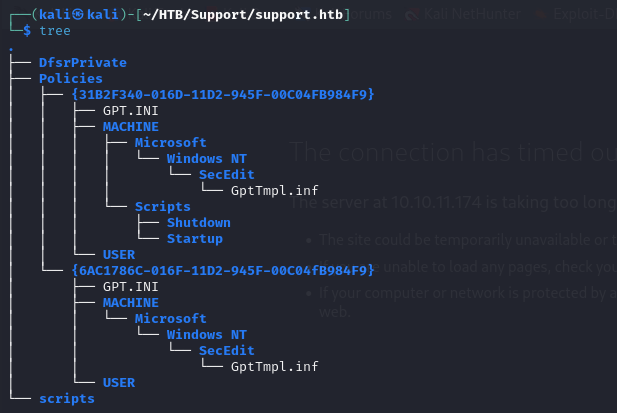 ┌──(kali㉿kali)-[~/HTB/Support/support.htb]
└─$ tree
.
├── DfsrPrivate
├── Policies
│   ├── {31B2F340-016D-11D2-945F-00C04FB984F9}
│   │   ├── GPT.INI
│   │   ├── MACHINE
│   │   │   ├── Microsoft
│   │   │   │   └── Windows NT
│   │   │   │       └── SecEdit
│   │   │   │           └── GptTmpl.inf
│   │   │   └── Scripts
│   │   │       ├── Shutdown
│   │   │       └── Startup
│   │   └── USER
│   └── {6AC1786C-016F-11D2-945F-00C04fB984F9}
│       ├── GPT.INI
│       ├── MACHINE
│       │   └── Microsoft
│       │       └── Windows NT
│       │           └── SecEdit
│       │               └── GptTmpl.inf
│       └── USER
└── scripts
Kali NetHunter
Exploit-D
The connection has timed ou
The server at 10.10.11.174 is taking too long
The site could be temporarily unavailable or t
unable to load any pages, check you
If your computer or network is protected by a
web.